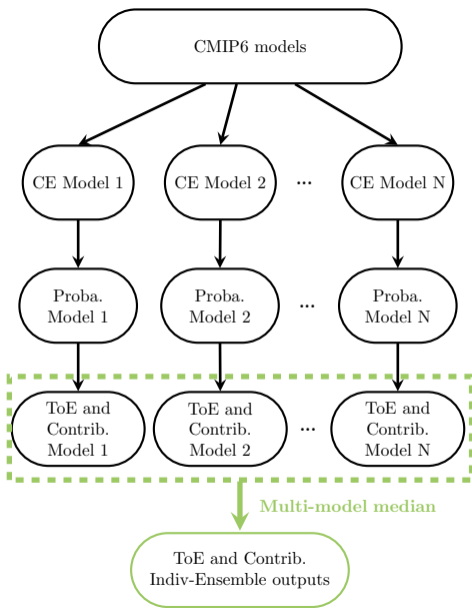 CMIP6 models
CE Model 1
CE Model 2
...
CE Model N
Proba.
Model 1
Proba.
Model 2
...
Proba.
Model N
ToE and
Contrib.
Model 1
ToE and
Contrib.
Model 2
...
ToE and
Contrib.
Model N
Multi-model median
ToE and Contrib.
Indiv-Ensemble outputs